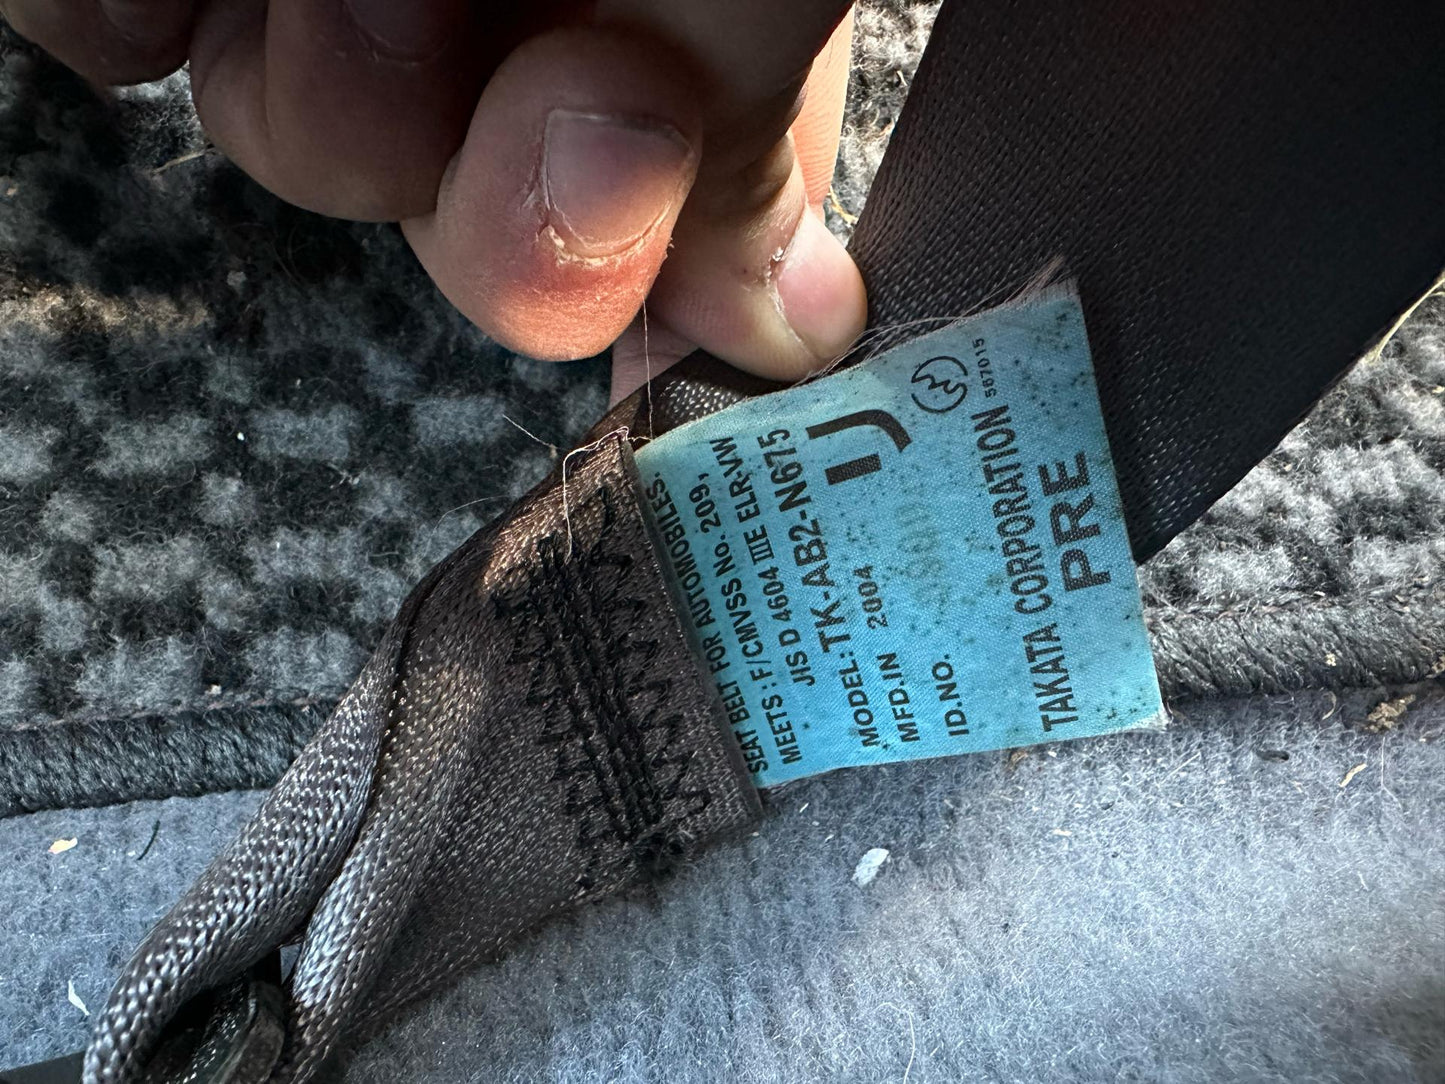 SEAT BELT FOR AUTOMOBILES.
MEETS : F/CMVSS No. 209,
JIS D 4604 IIIE ELR-VW
MODEL: TK-AB2-N675
MFD.IN 2004
ID.NO.
TAKATA CORPORATION 587015
PRE